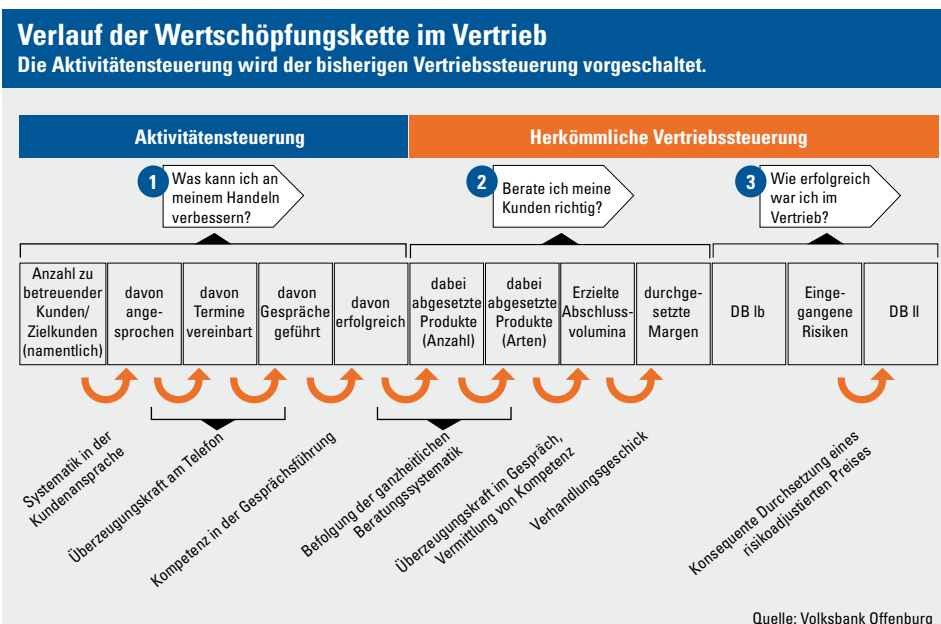 Verlauf der Wertschöpfungskette im Vertrieb
Die Aktivitätensteuerung wird der bisherigen Vertriebssteuerung vorgeschaltet.
Aktivitätensteuerung
Herkömmliche Vertriebssteuerung
1
Was kann ich an
meinem Handeln
verbessern?
2
Berate ich meine
Kunden richtig?
3
Wie erfolgreich
war ich im
Vertrieb?
Anzahl zu
betreuender
Kunden/
Zielkunden
(namentlich)
davon
ange-
sprochen
davon
Termine
vereinbart
davon
Gespräche
geführt
davon
erfolgreich
dabei
abgesetzte
Produkte
(Anzahl)
dabei
abgesetzte
Produkte
(Arten)
Erzielte
Abschluss-
volumina
durchge-
setzte
Margen
DB Ib
Einge-
gangene
Risiken
DB II
Systematik in der
Kundenansprache
Überzeugungskraft am Telefon
Kompetenz in der Gesprächsführung
Befolgung der ganzheitlichen
Beratungssystematik
Überzeugungskraft im Gespräch,
Vermittlung von Kompetenz
Verhandlungsgeschick
Konsequente Durchsetzung eines
risikoadjustierten Preises
Quelle: Volksbank Offenburg